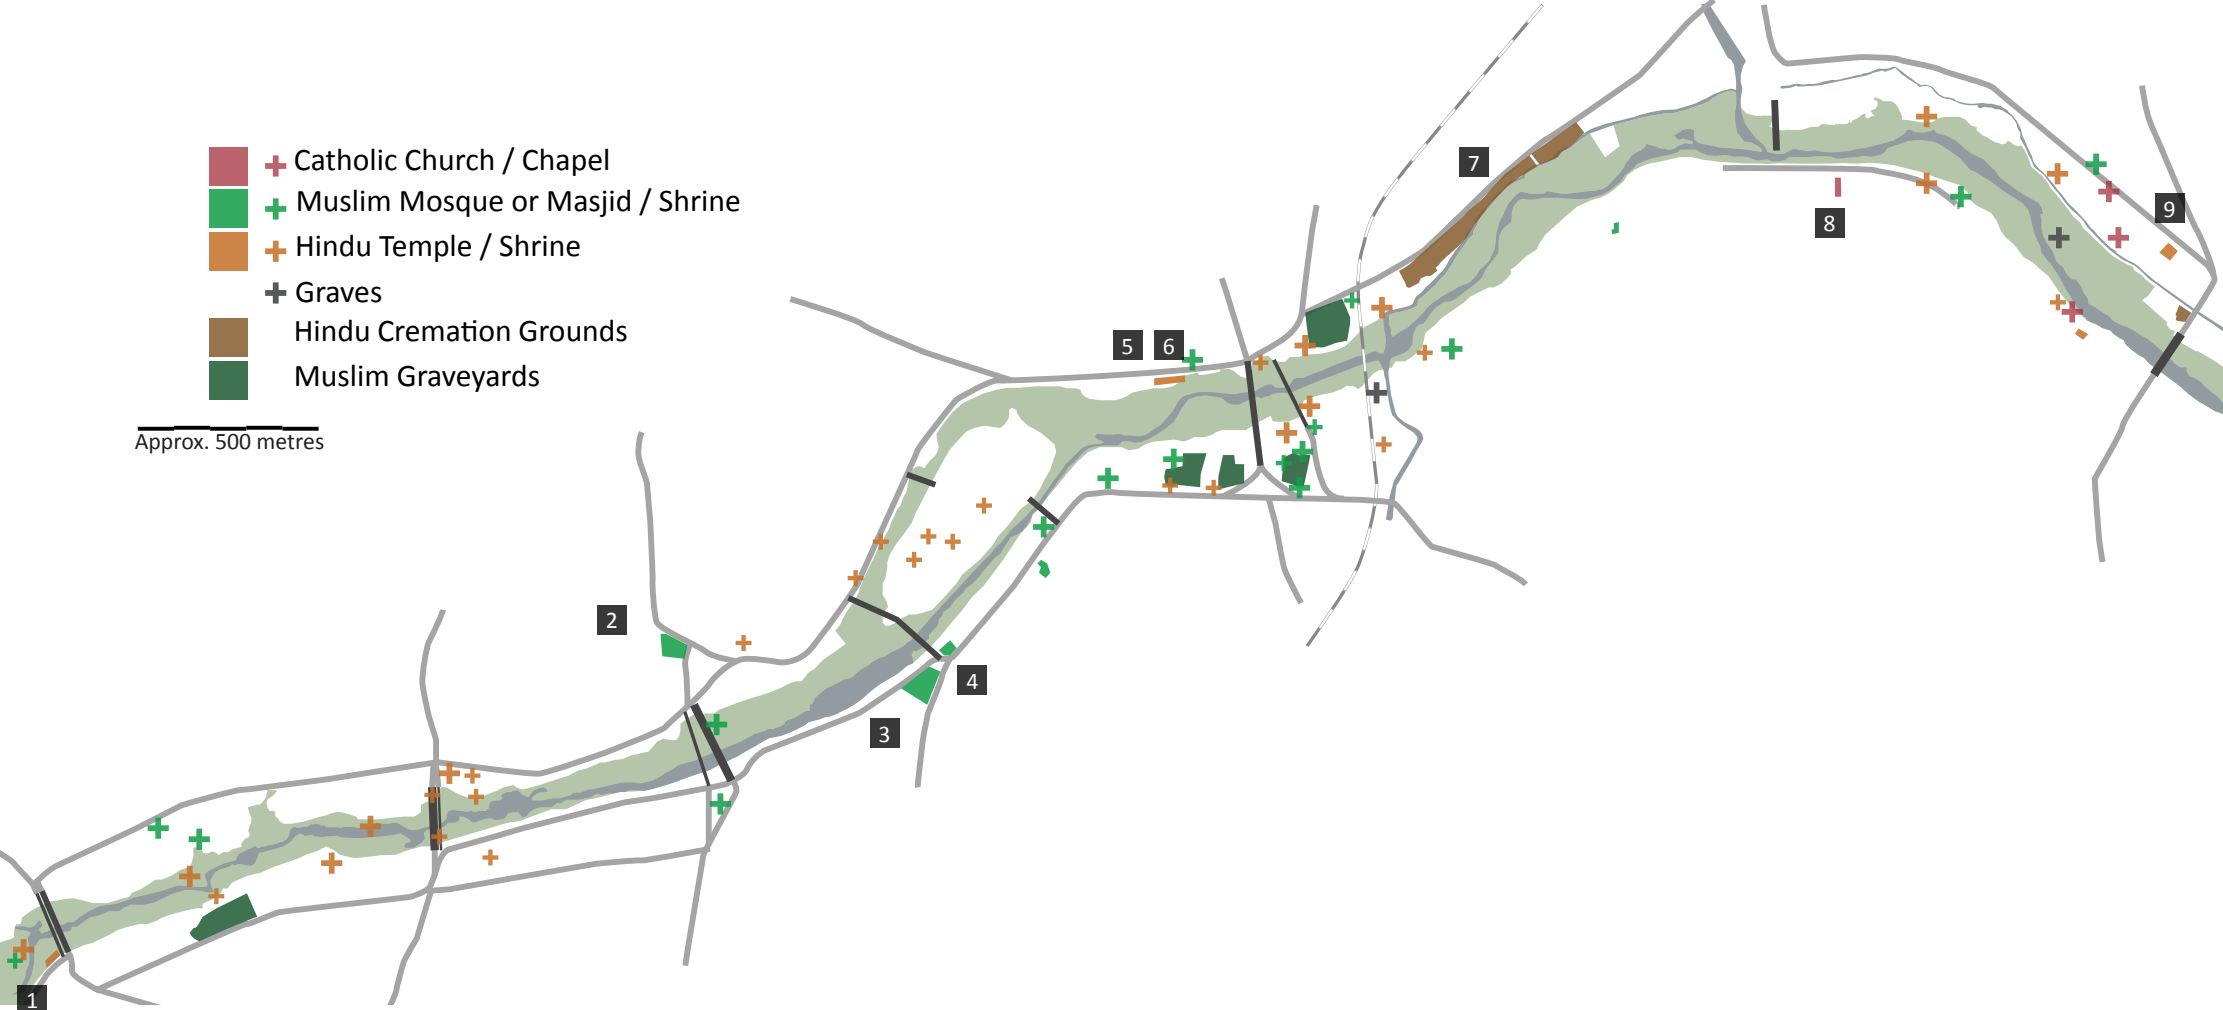 Catholic Church / Chapel
Muslim Mosque or Masjid / Shrine
Hindu Temple / Shrine
Graves
Hindu Cremation Grounds
Muslim Graveyards
Approx. 500 metres
7
9
8
5 6
2
4
3
1